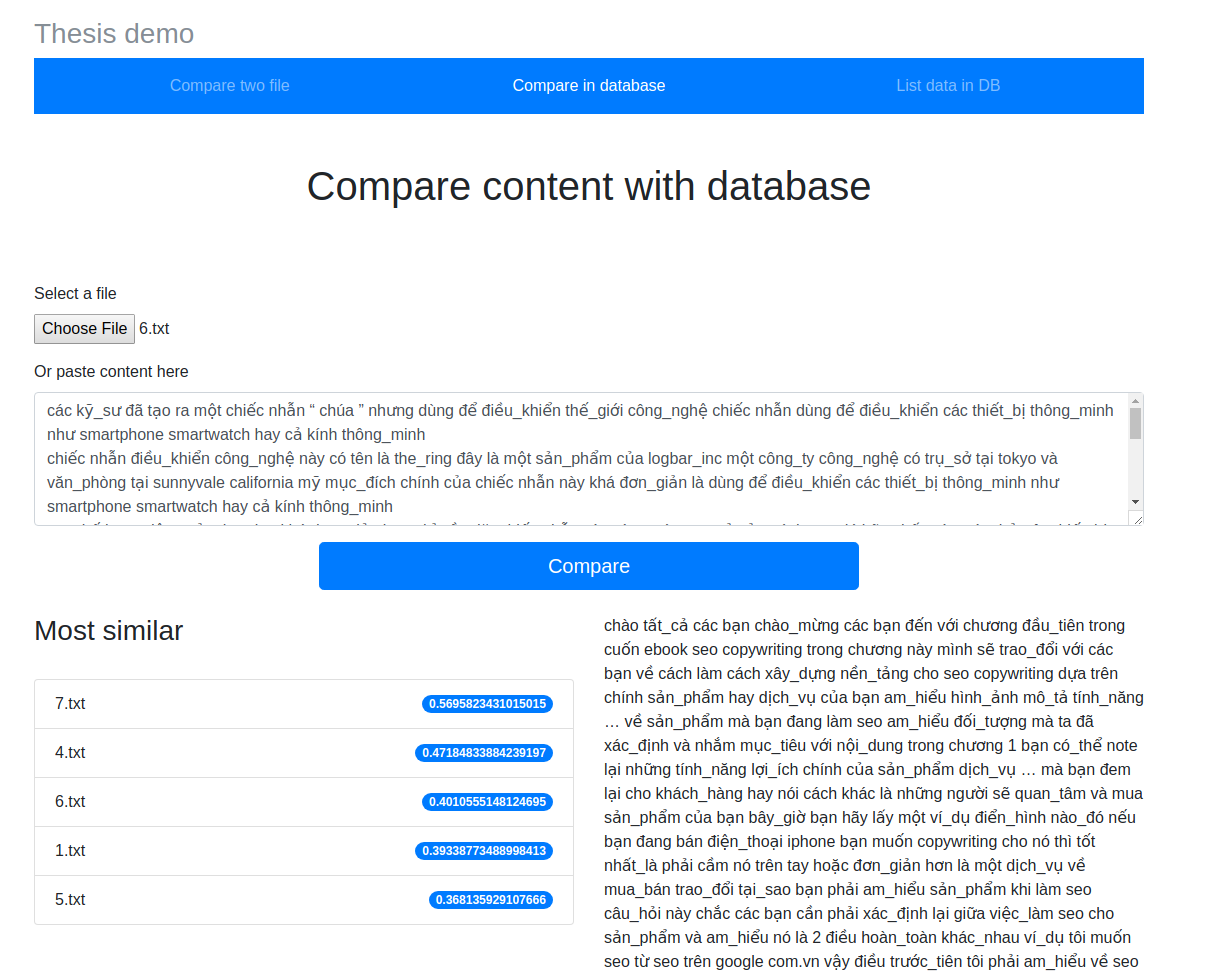 Thesis demo
Compare two file
Compare in database
List data in DB
Compare content with database
Select a file
Choose File 6.txt
Or paste content here
các kỹ_sư đã tạo ra một chiếc nhẫn “ chúa ” nhưng dùng để điều_khiển thế_giới công_nghệ chiếc nhẫn dùng để điều_khiển các thiết_bị thông_minh
như smartphone smartwatch hay cả kính thông_minh
chiếc nhẫn điều_khiển công_nghệ này có tên là the_ring đây là một sản_phẩm của logbar_inc một công_ty công_nghệ có trụ_sở tại tokyo và
văn_phòng tại sunnyvale california mỹ mục_đích chính của chiếc nhẫn này khá đơn_giản là dùng để điều_khiển các thiết_bị thông_minh như
smartphone smartwatch hay cả kính thông_minh
Compare
Most similar
7.txt 0.5695823431015015
4.txt 0.47184833884239197
6.txt 0.4010555148124695
1.txt 0.39338773488998413
5.txt 0.368135929107666
chào tất_cả các bạn chào_mừng các bạn đến với chương đầu_tiên trong
cuốn ebook seo copywriting trong chương này mình sẽ trao_đổi với các
bạn về cách làm cách xây_dựng nền_tảng cho seo copywriting dựa trên
chính sản_phẩm hay dịch_vụ của bạn am_hiểu hình_ảnh mô_tả tính_năng
… về sản_phẩm mà bạn đang làm seo am_hiểu đối_tượng mà ta đã
xác_định và nhắm mục_tiêu với nội_dung trong chương 1 bạn có_thể note
lại những tính_năng lợi_ích chính của sản_phẩm dịch_vụ … mà bạn đem
lại cho khách_hàng hay nói cách khác là những người sẽ quan_tâm và mua
sản_phẩm của bạn bây_giờ bạn hãy lấy một ví_dụ điển_hình nào_đó nếu
bạn đang bán điện_thoại iphone bạn muốn copywriting cho nó thì tốt
nhất_là phải cầm nó trên tay hoặc đơn_giản hơn là một dịch_vụ về
mua_bán trao_đổi tại_sao bạn phải am_hiểu sản_phẩm khi làm seo
câu_hỏi này chắc các bạn cần phải xác_định lại giữa việc_làm seo cho
sản_phẩm và am_hiểu nó là 2 điều hoàn_toàn khác_nhau ví_dụ tôi muốn
seo từ seo trên google com.vn vậy điều trước_tiên tôi phải am_hiểu về seo